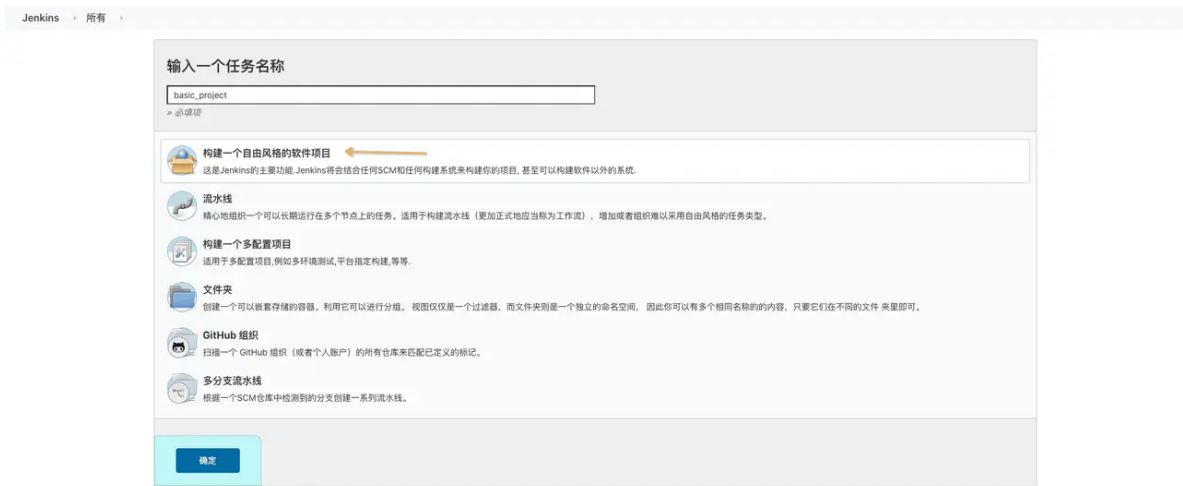 Jenkins › 所有 ›
输入一个任务名称
basic_project
» 必填项
构建一个自由风格的软件项目
这是Jenkins的主要功能.Jenkins将会结合任何SCM和任何构建系统来构建你的项目, 甚至可以构建软件以外的系统.
流水线
精心地组织一个可以长期运行在多个节点上的任务。适用于构建流水线（更加正式地应当称为工作流），增加或者组织难以采用自由风格的任务类型。
构建一个多配置项目
适用于多配置项目,例如多环境测试,平台指定构建,等等.
文件夹
创建一个可以嵌套存储的容器。利用它可以进行分组。 视图仅仅是一个过滤器，而文件夹则是一个独立的命名空间， 因此你可以有多个相同名称的的内容，只要它们在不同的文件 夹里即可。
GitHub 组织
扫描一个 GitHub 组织（或者个人账户）的所有仓库来匹配已定义的标记。
多分支流水线
根据一个SCM仓库中检测到的分支创建一系列流水线。
确定